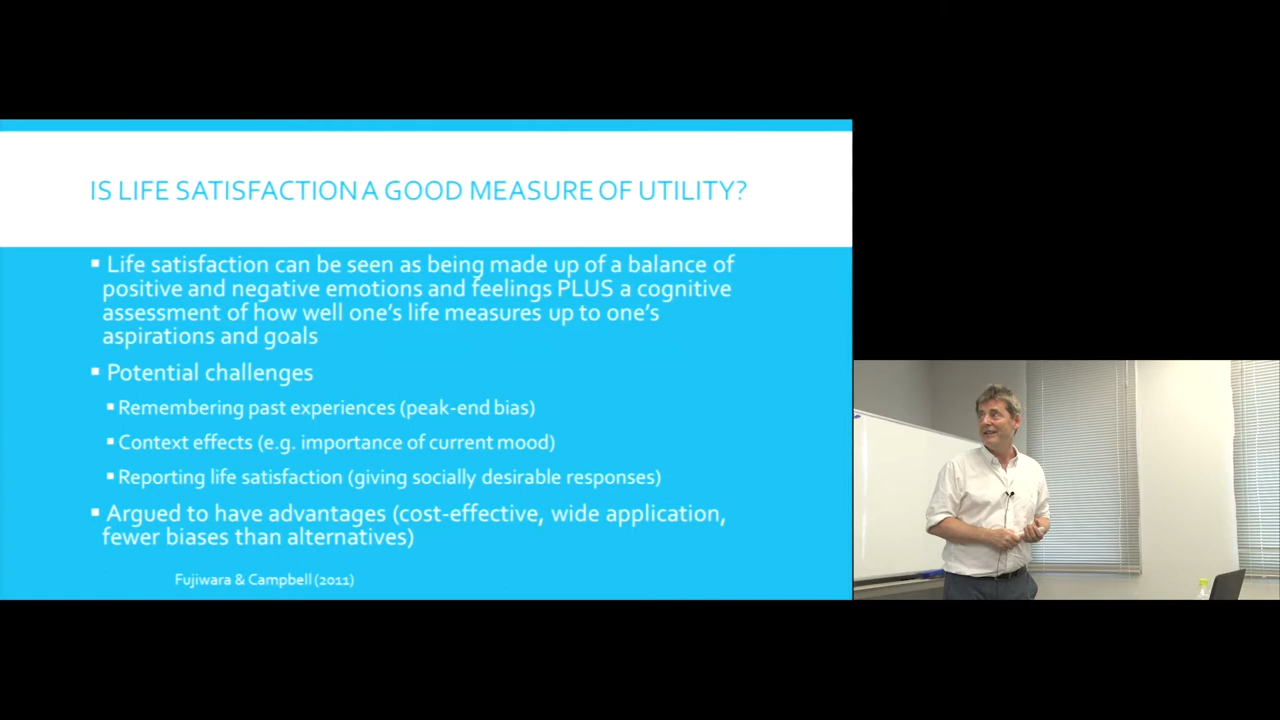 IS LIFE SATISFACTION A GOOD MEASURE OF UTILITY?
▪ Life satisfaction can be seen as being made up of a balance of
positive and negative emotions and feelings PLUS a cognitive
assessment of how well one's life measures up to one's
aspirations and goals
▪ Potential challenges
▪ Remembering past experiences (peak-end bias)
▪ Context effects (e.g. importance of current mood)
▪ Reporting life satisfaction (giving socially desirable responses)
▪ Argued to have advantages (cost-effective, wide application,
fewer biases than alternatives)
Fujiwara & Campbell (2011)